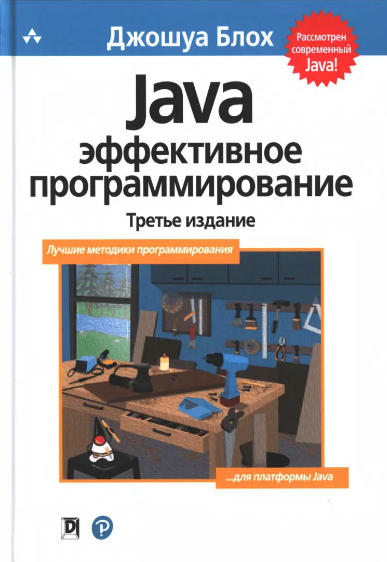 Джошуа Блох
Рассмотрен
современный
Java!
Java
эффективное
программирование
Третье издание
Лучшие методики программирования
...для платформы Java